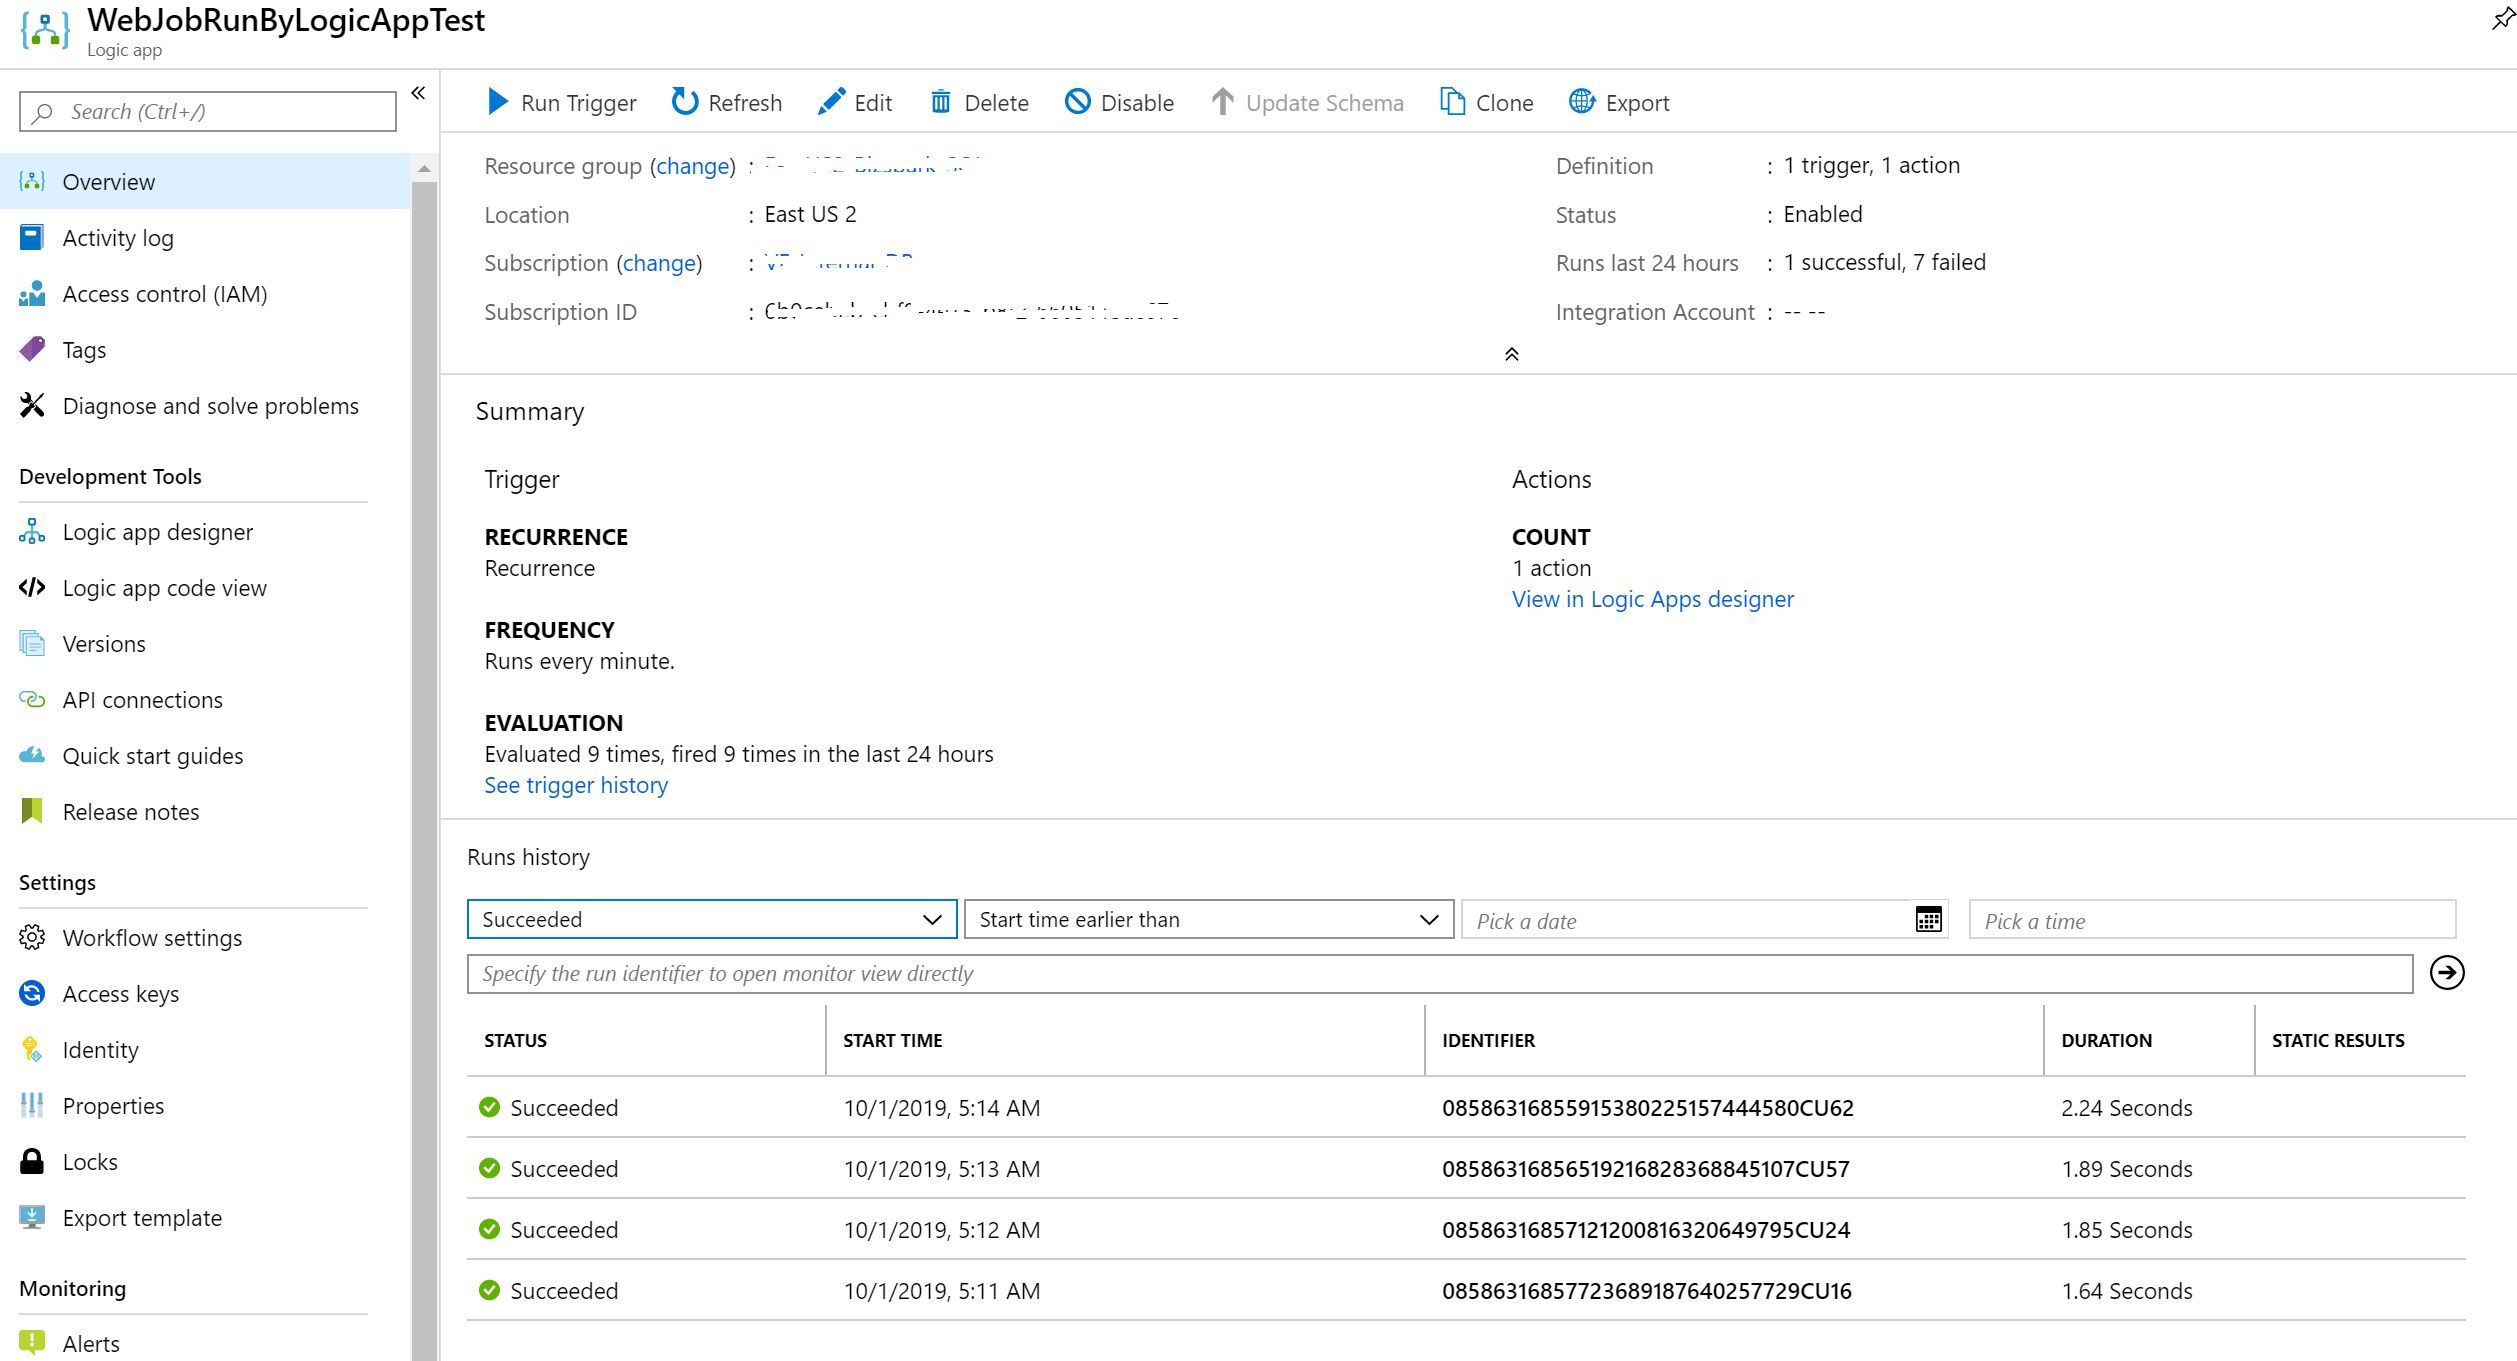 WebJobRunByLogicAppTest
Logic app
Search (Ctrl+/)
Overview
Activity log
Access control (IAM)
Tags
Diagnose and solve problems
Development Tools
Logic app designer
Logic app code view
Versions
API connections
Quick start guides
Release notes
Settings
Workflow settings
Access keys
Identity
Properties
Locks
Export template
Monitoring
Alerts
Run Trigger Refresh Edit Delete Disable Update Schema Clone Export
Resource group (change) :
Location : East US 2
Subscription (change) :
Subscription ID :
Definition : 1 trigger, 1 action
Status : Enabled
Runs last 24 hours : 1 successful, 7 failed
Integration Account : -- --
Summary
Trigger
RECURRENCE
Recurrence
FREQUENCY
Runs every minute.
EVALUATION
Evaluated 9 times, fired 9 times in the last 24 hours
See trigger history
Actions
COUNT
1 action
View in Logic Apps designer
Runs history
Succeeded Start time earlier than Pick a date Pick a time
Specify the run identifier to open monitor view directly
STATUS START TIME IDENTIFIER DURATION STATIC RESULTS
Succeeded 10/1/2019, 5:14 AM 08586316855915380225157444580CU62 2.24 Seconds
Succeeded 10/1/2019, 5:13 AM 08586316856519216828368845107CU57 1.89 Seconds
Succeeded 10/1/2019, 5:12 AM 08586316857121200816320649795CU24 1.85 Seconds
Succeeded 10/1/2019, 5:11 AM 08586316857723689187640257729CU16 1.64 Seconds